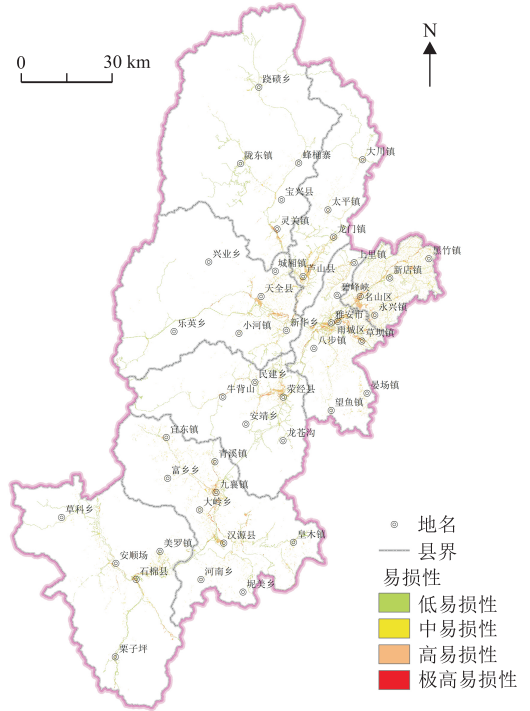 0 30 km
N
跷碛乡
陇东镇
蜂桶寨
大川镇
宝兴县
太平镇
灵关镇
龙门镇
兴业乡
城厢镇
芦山县
上里镇
黑竹镇
新店镇
天全县
碧峰峡
名山区
永兴镇
乐英乡
小河镇
新华乡
雅安市
雨城区
草坝镇
八步镇
民建乡
牛背山
荥经县
晏场镇
望鱼镇
安靖乡
宜东镇
龙苍沟
青溪镇
富乡乡
九襄镇
草科乡
大岭乡
汉源县
皇木镇
美罗镇
安顺场
石棉县
河南乡
坭美乡
栗子坪
地名
县界
易损性
低易损性
中易损性
高易损性
极高易损性